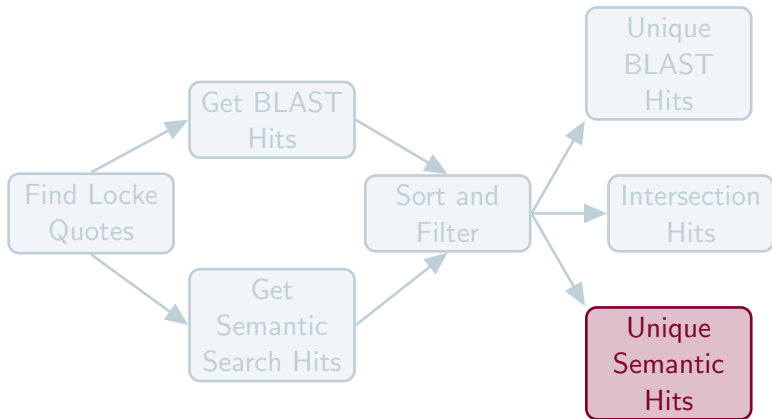 Find Locke
Quotes
Get BLAST
Hits
Get
Semantic
Search Hits
Sort and
Filter
Unique
BLAST
Hits
Intersection
Hits
Unique
Semantic
Hits